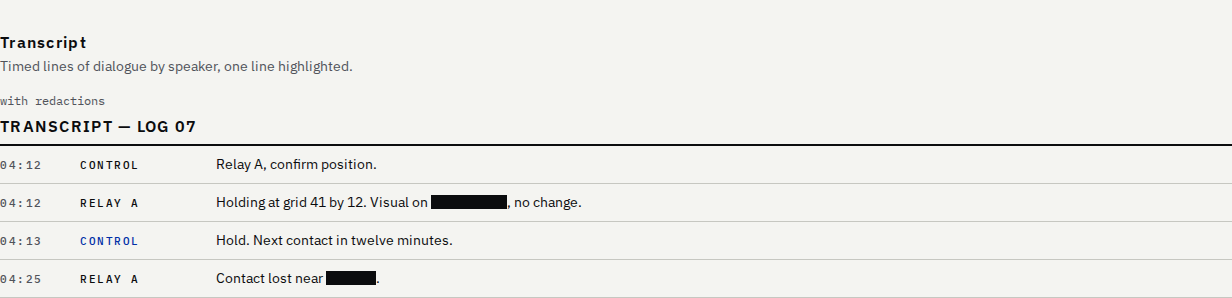 Transcript
Timed lines of dialogue by speaker, one line highlighted.
with redactions
TRANSCRIPT — LOG 07
04:12 CONTROL Relay A, confirm position.
04:12 RELAY A Holding at grid 41 by 12. Visual on , no change.
04:13 CONTROL Hold. Next contact in twelve minutes.
04:25 RELAY A Contact lost near .